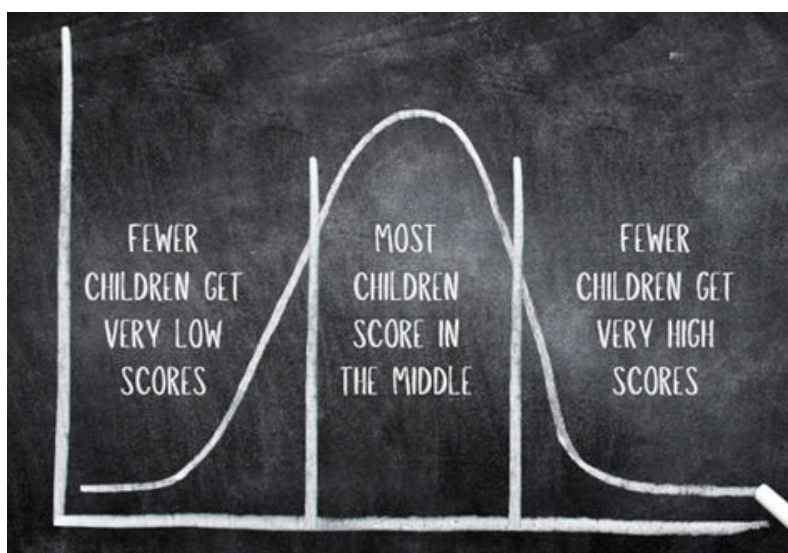 FEWER
CHILDREN GET
VERY LOW
SCORES
MOST
CHILDREN
SCORE IN
THE MIDDLE
FEWER
CHILDREN GET
VERY HIGH
SCORES